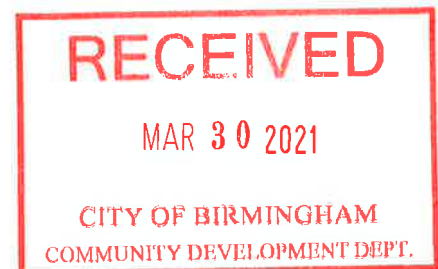 RECEIVED
MAR 30 2021
CITY OF BIRMINGHAM
COMMUNITY DEVELOPMENT DEPT.